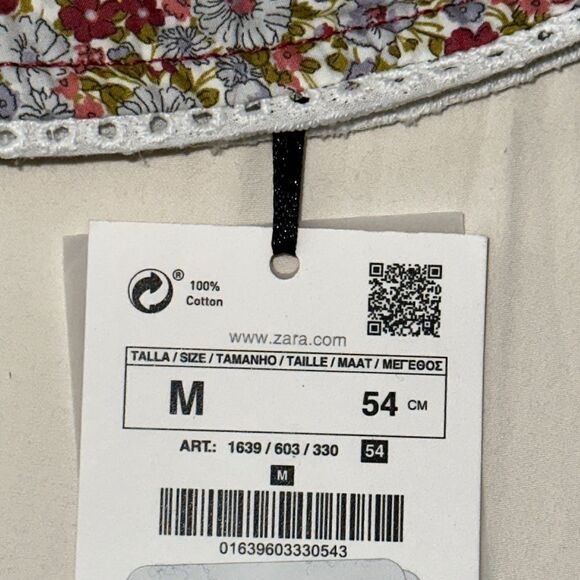 ® 100%
Cotton
www.zara.com
TALLA / SIZE / TAMANHO / TAILLE / MAAT / ΜΕΓΕΘΟΣ
M 54 CM
ART.: 1639 / 603 / 330 54
M
01639603330543